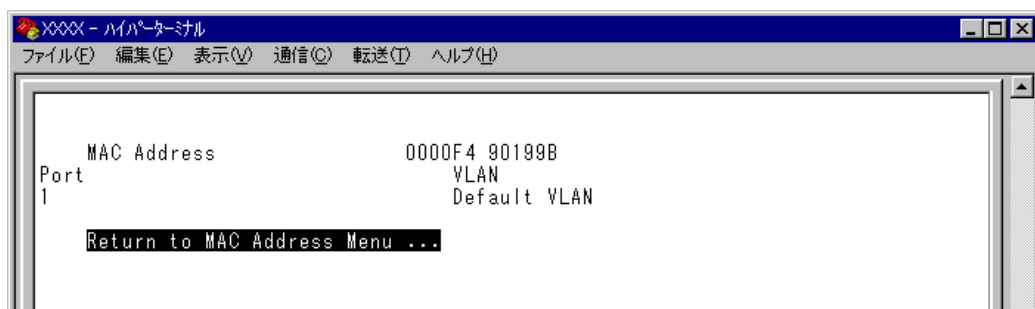 XXXX - ハイパーターミナル
ファイル(F) 編集(E) 表示(V) 通信(C) 転送(T) ヘルプ(H)
MAC Address 0000F4 90199B
Port VLAN
1 Default VLAN
Return to MAC Address Menu ...